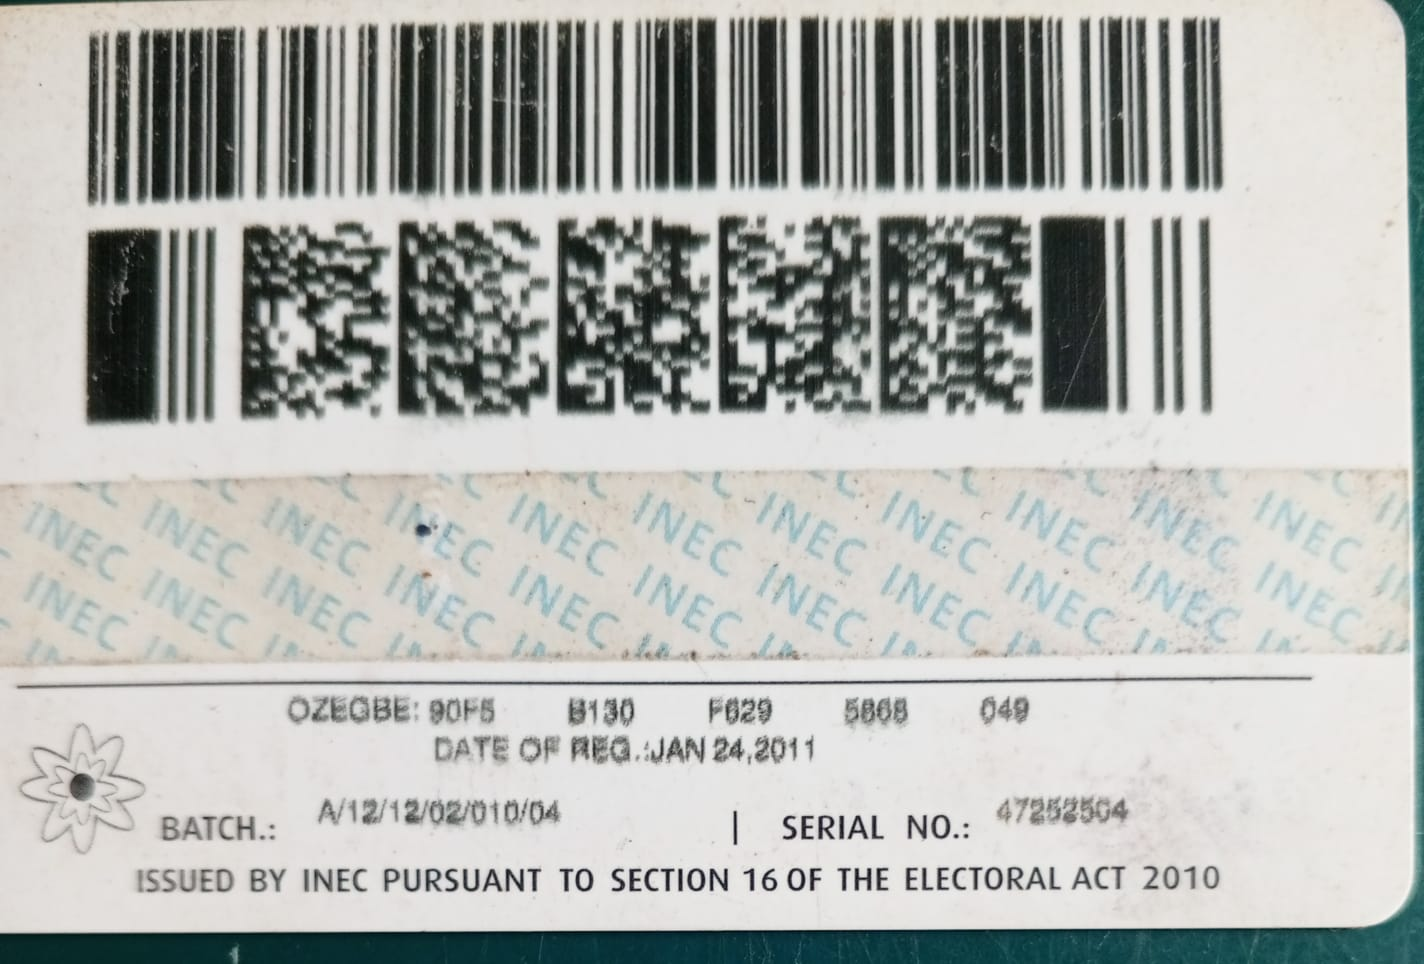 INEC INEC INEC INEC INEC INEC INEC INEC INEC INEC INEC
INEC INEC INEC INEC INEC INEC INEC INEC INEC INEC INEC
OZEGBE: 90F5 B130 F629 5868 049
DATE OF REG.:JAN 24,2011
BATCH.: A/12/12/02/010/04 | SERIAL NO.: 47252504
ISSUED BY INEC PURSUANT TO SECTION 16 OF THE ELECTORAL ACT 2010